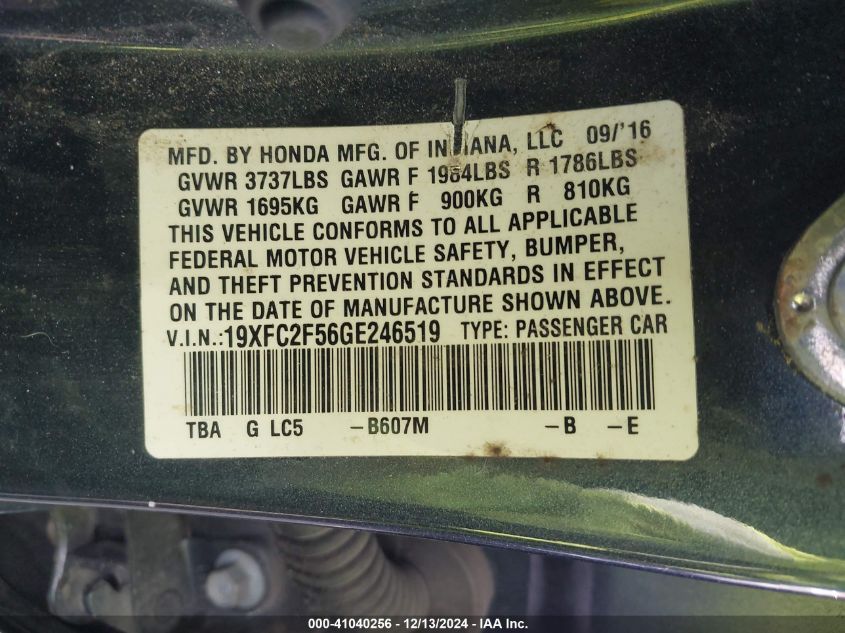 MFD. BY HONDA MFG. OF INDIANA, LLC 09/'16
GVWR 3737LBS GAWR F 1984LBS R 1786LBS
GVWR 1695KG GAWR F 900KG R 810KG
THIS VEHICLE CONFORMS TO ALL APPLICABLE
FEDERAL MOTOR VEHICLE SAFETY, BUMPER,
AND THEFT PREVENTION STANDARDS IN EFFECT
ON THE DATE OF MANUFACTURE SHOWN ABOVE.
V.I.N.:19XFC2F56GE246519 TYPE: PASSENGER CAR
TBA G LC5 -B607M -B -E
000-41040256 - 12/13/2024 - IAA Inc.